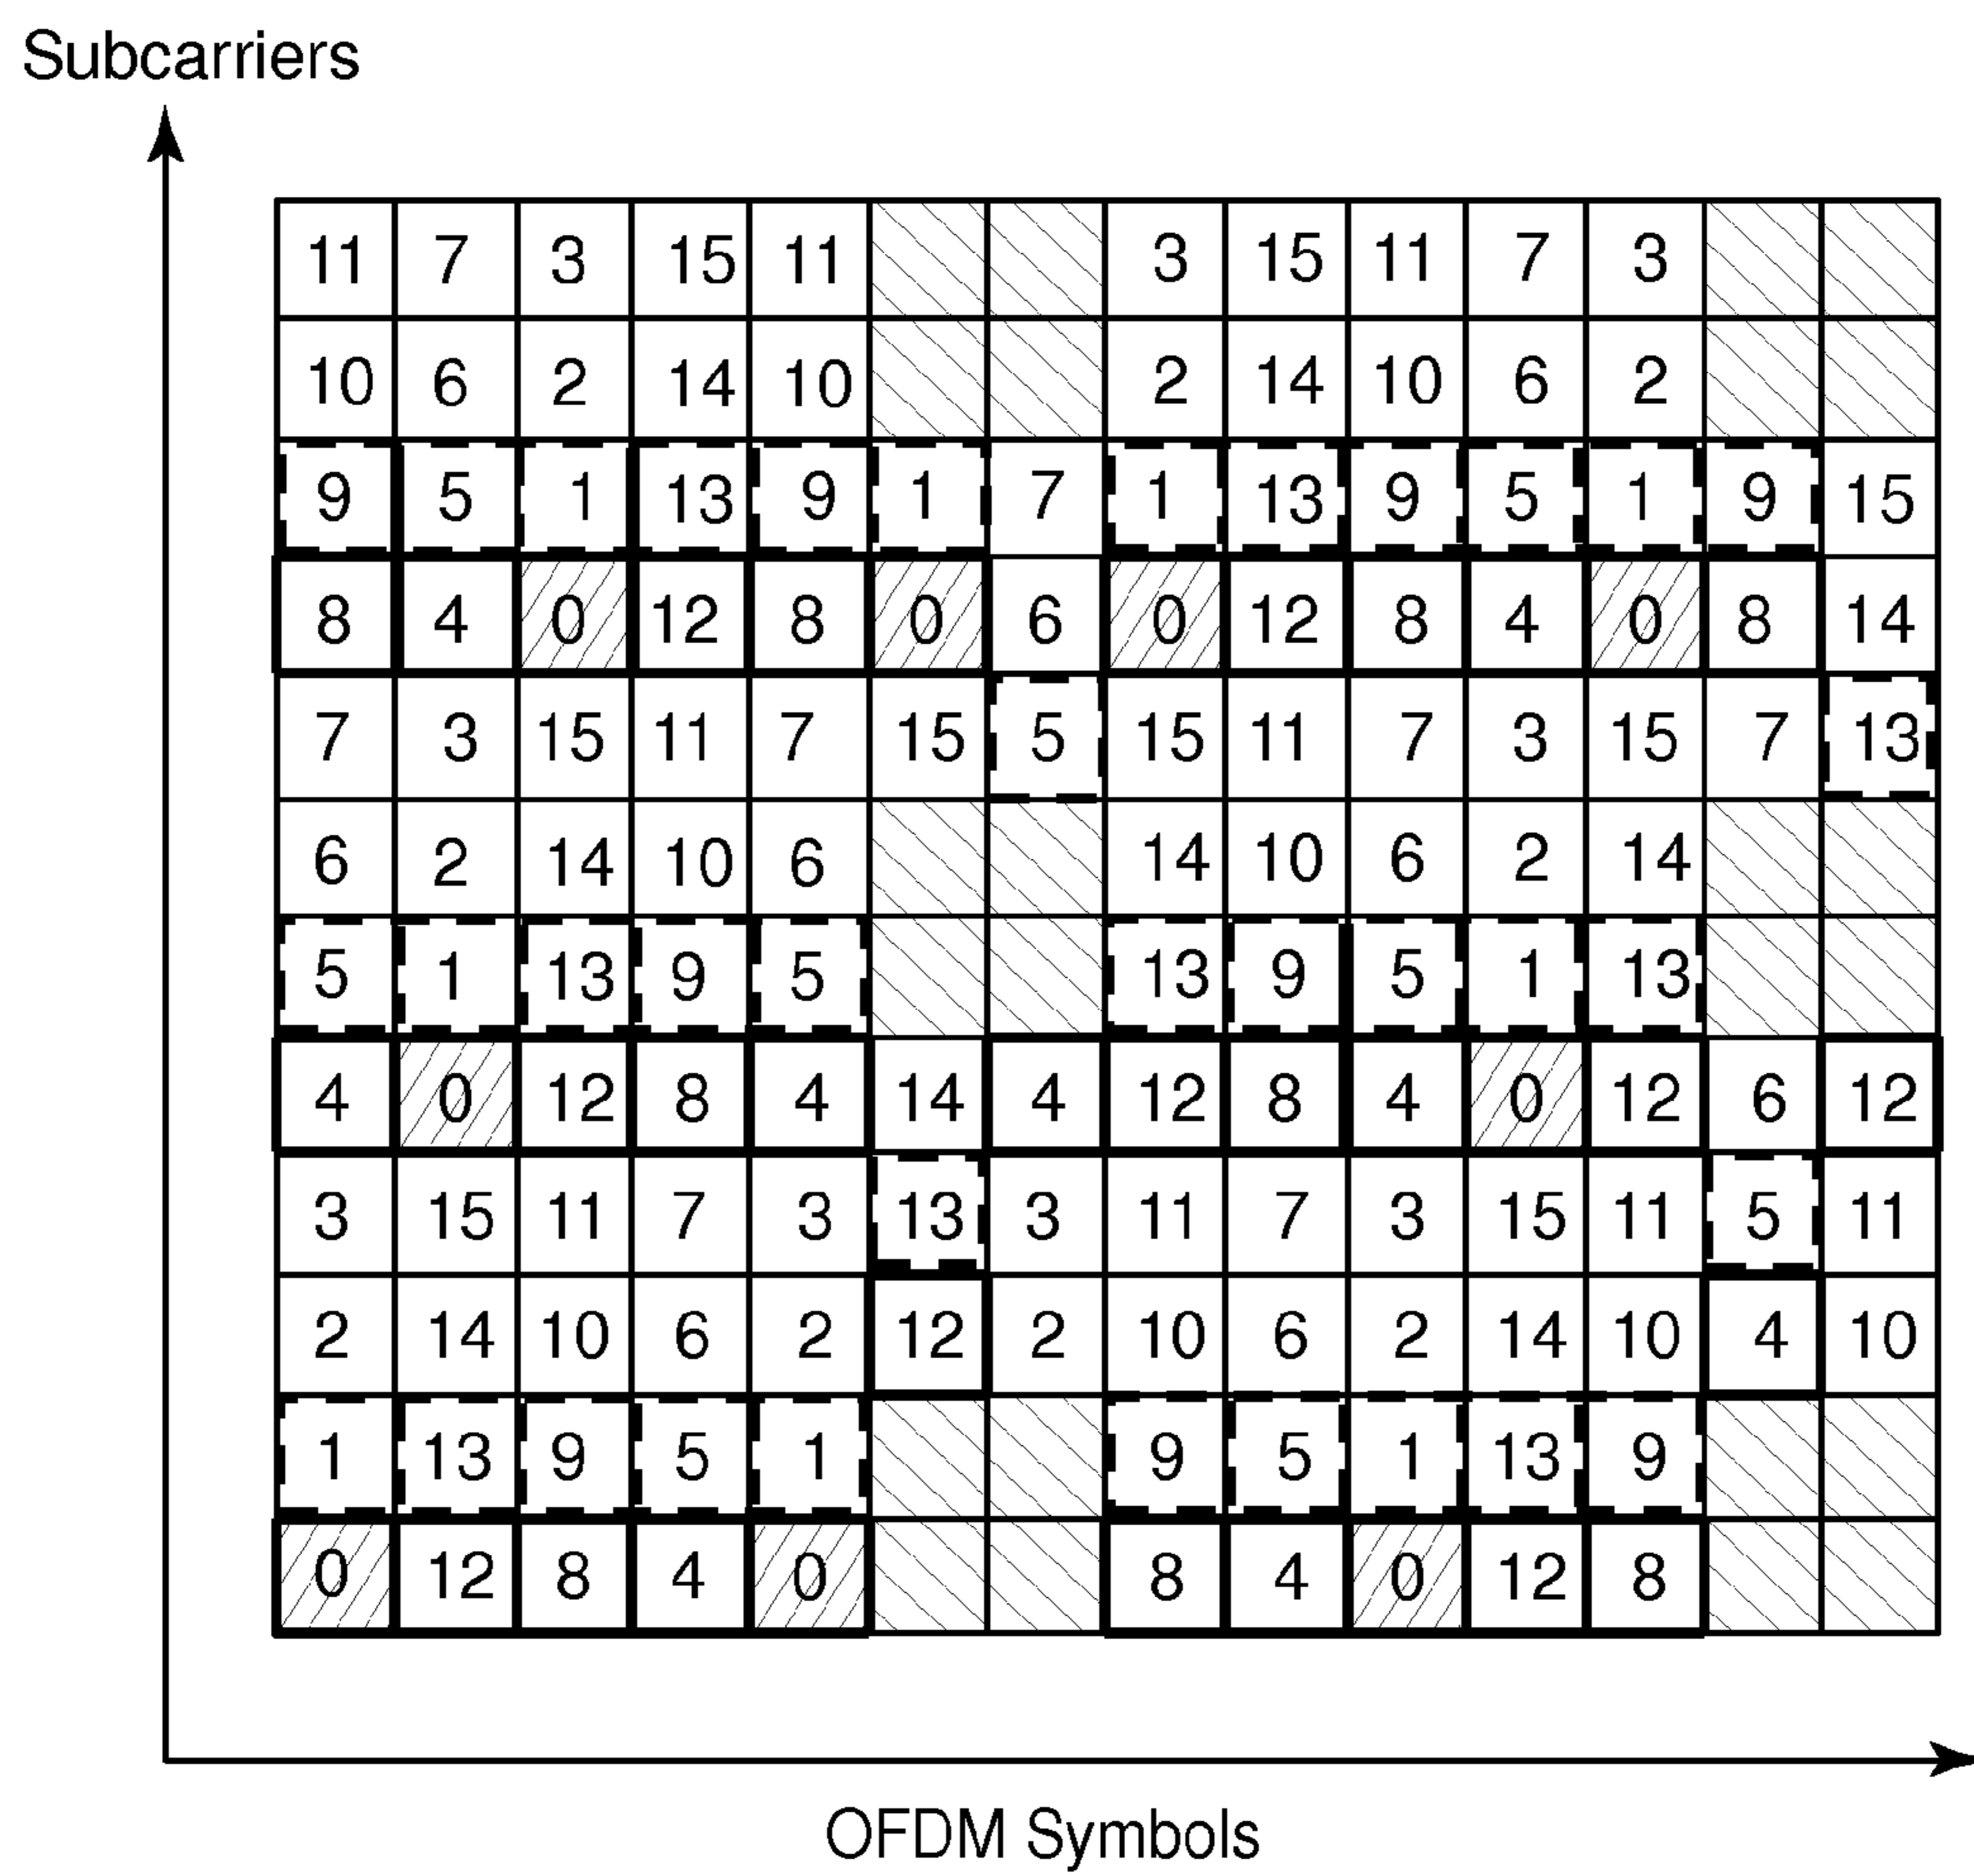 Subcarriers
11 7 3 15 11 3 15 11 7 3
10 6 2 14 10 2 14 10 6 2
9 5 1 13 9 1 7 1 13 9 5 1 9 15
8 4 0 12 8 0 6 0 12 8 4 0 8 14
7 3 15 11 7 15 5 15 11 7 3 15 7 13
6 2 14 10 6 14 10 6 2 14
5 1 13 9 5 13 9 5 1 13
4 0 12 8 4 14 4 12 8 4 0 12 6 12
3 15 11 7 3 13 3 11 7 3 15 11 5 11
2 14 10 6 2 12 2 10 6 2 14 10 4 10
1 13 9 5 1 9 5 1 13 9
0 12 8 4 0 8 4 0 12 8
OFDM Symbols